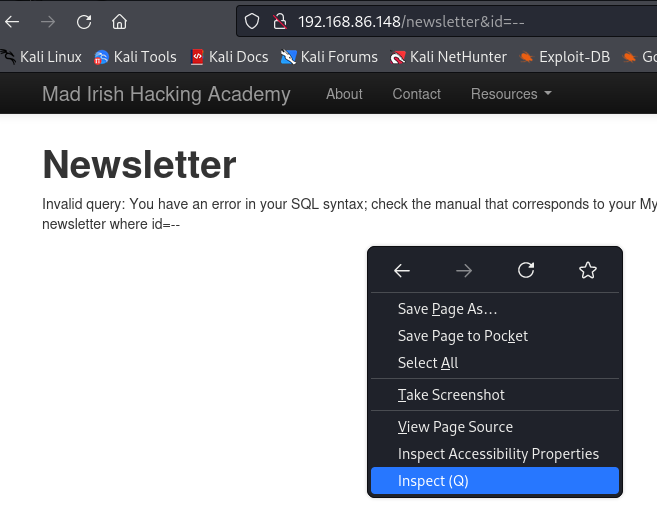 192.168.86.148/newsletter&id=--
Kali Linux Kali Tools Kali Docs Kali Forums Kali NetHunter Exploit-DB
Mad Irish Hacking Academy About Contact Resources
Newsletter
Invalid query: You have an error in your SQL syntax; check the manual that corresponds to your My
newsletter where id=--
Save Page As…
Save Page to Pocket
Select All
Take Screenshot
View Page Source
Inspect Accessibility Properties
Inspect (Q)